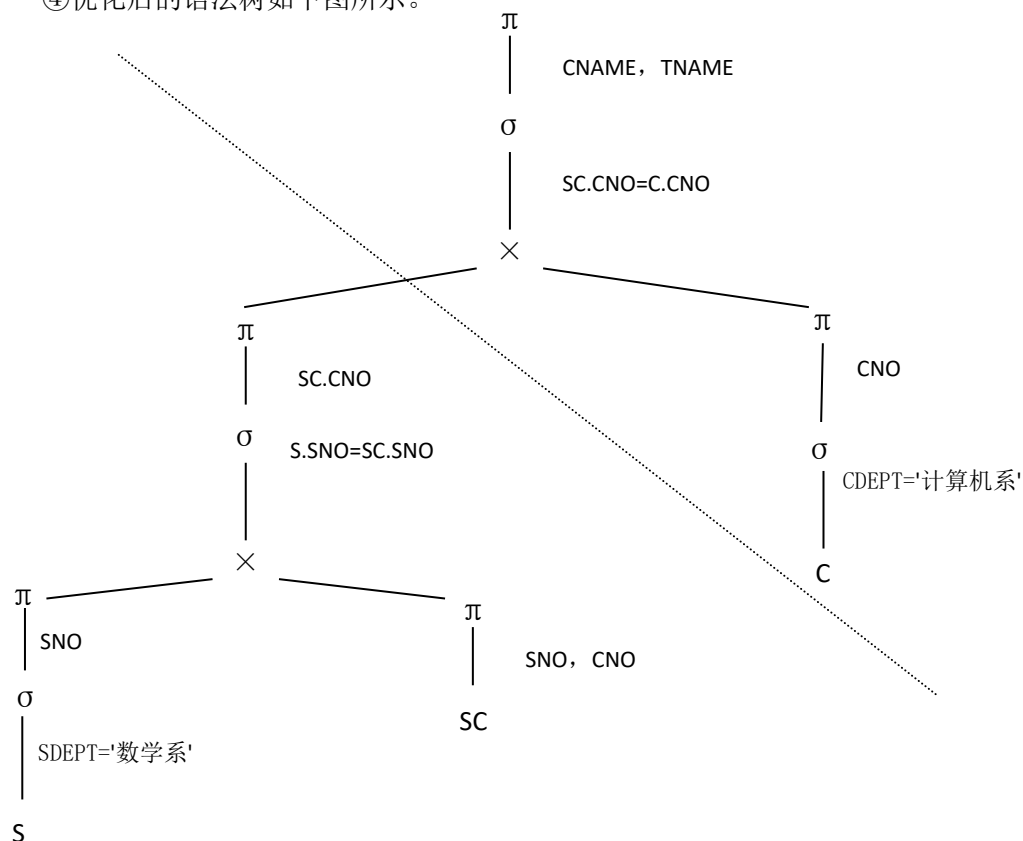 ④优化后的语法树如下图所示。
π
CNAME，TNAME
σ
SC.CNO=C.CNO
×
π
SC.CNO
σ
S.SNO=SC.SNO
×
π
SNO
σ
SDEPT='数学系'
S
π
SNO，CNO
SC
π
CNO
σ
CDEPT='计算机系'
C